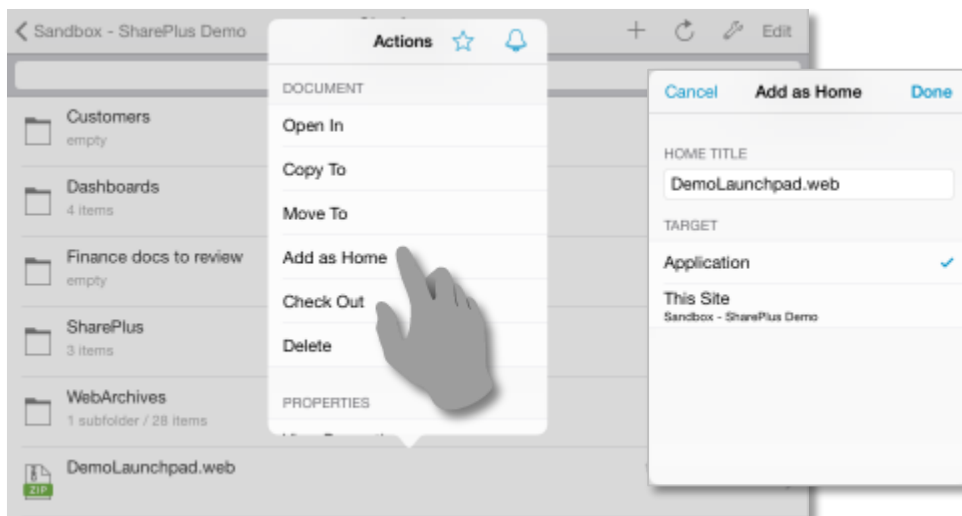 Sandbox - SharePlus Demo
Edit
Actions
DOCUMENT
Open In
Copy To
Move To
Add as Home
Check Out
Delete
PROPERTIES
Customers
empty
Dashboards
4 items
Finance docs to review
empty
SharePlus
3 items
WebArchives
1 subfolder / 28 items
DemoLaunchpad.web
ZIP
Cancel
Add as Home
Done
HOME TITLE
DemoLaunchpad.web
TARGET
Application
This Site
Sandbox - SharePlus Demo